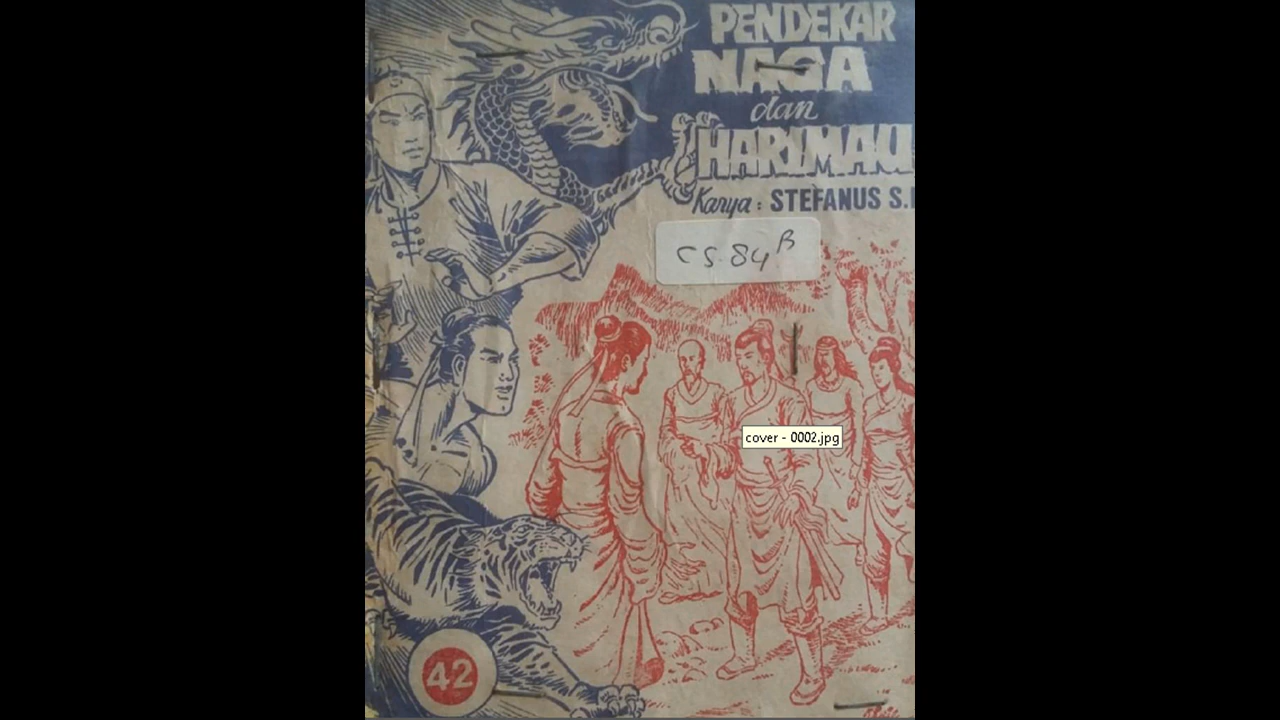 PENDEKAR
NAGA
dan
HARIMAU
Karya : STEFANUS S.
CS. 84 B
cover - 0002.jpg
42